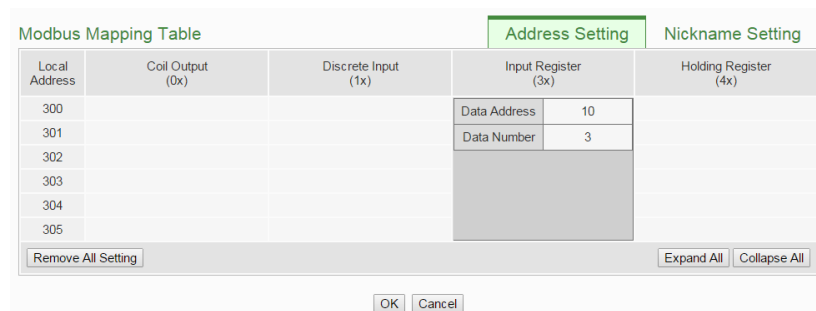 Modbus Mapping Table
Address Setting
Nickname Setting
Local Address
Coil Output (0x)
Discrete Input (1x)
Input Register (3x)
Holding Register (4x)
300
Data Address 10
301
Data Number 3
302
303
304
305
Remove All Setting
Expand All
Collapse All
OK
Cancel